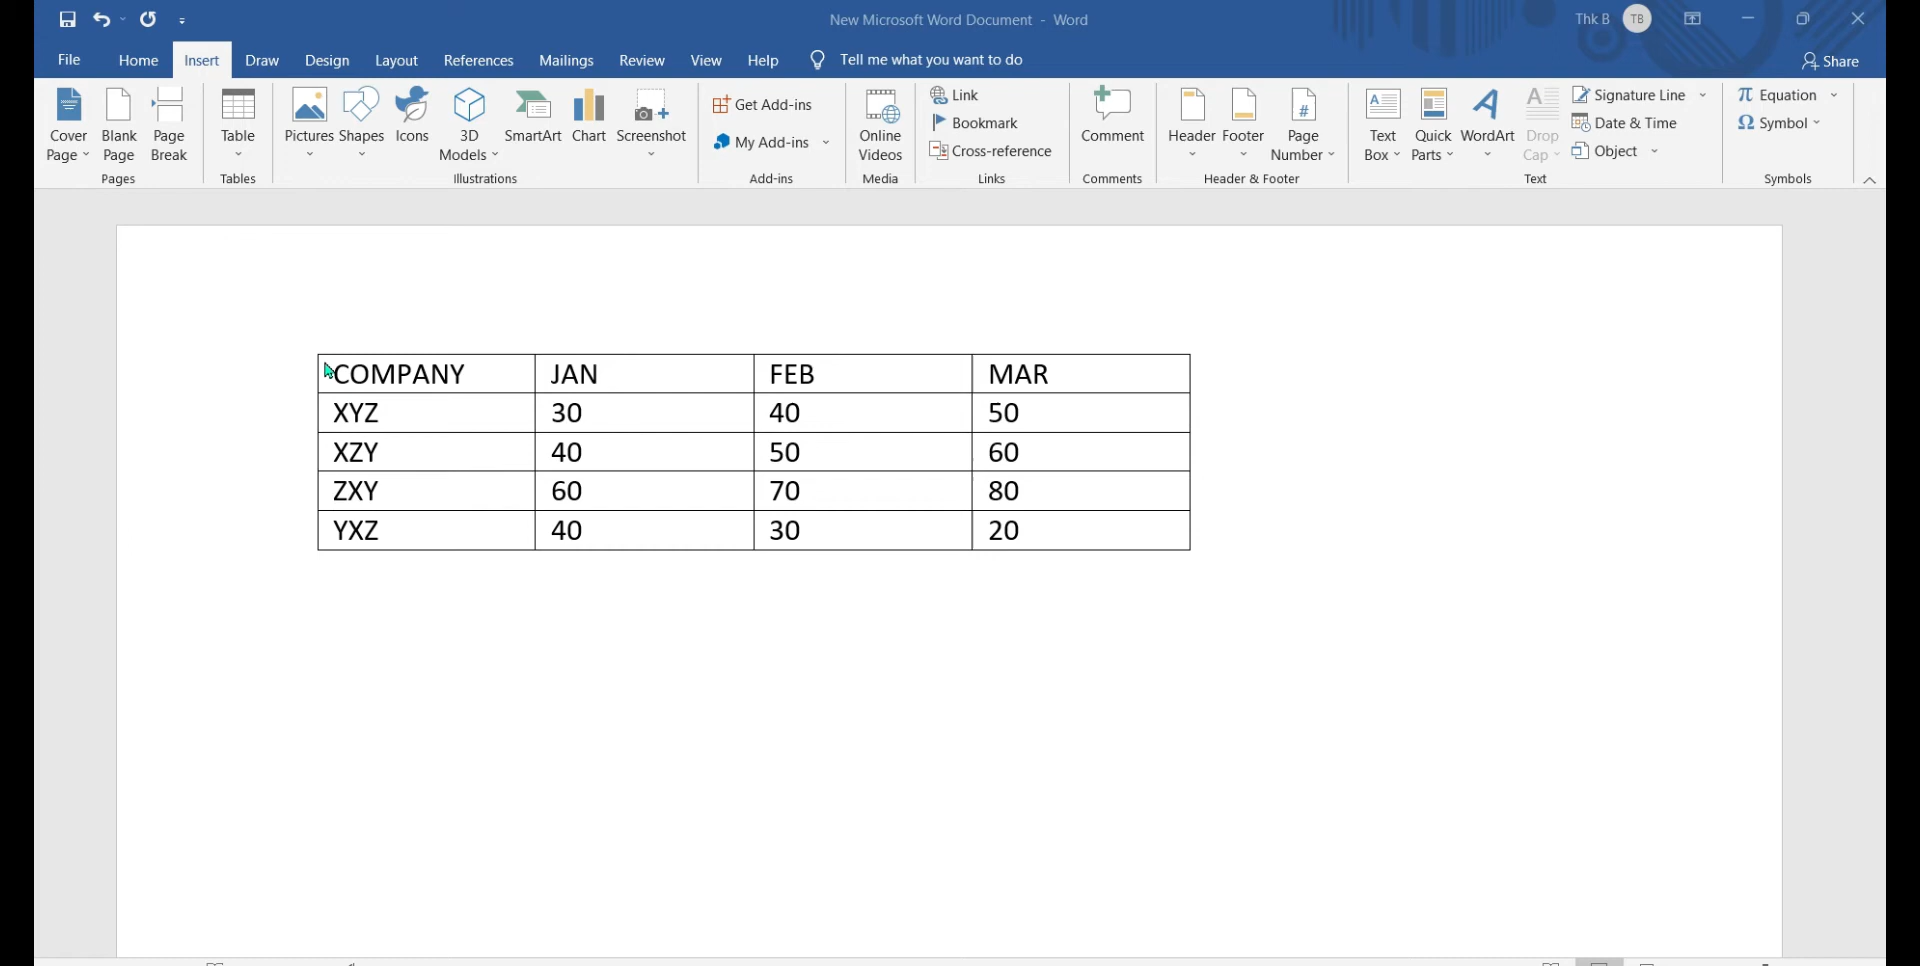 New Microsoft Word Document - Word
Thk B TB
File Home Insert Draw Design Layout References Mailings Review View Help Tell me what you want to do
Share
Cover Page
Blank Page
Page Break
Pages
Table
Tables
Pictures
Shapes
Icons
3D Models
SmartArt
Chart
Screenshot
Illustrations
Get Add-ins
My Add-ins
Add-ins
Online Videos
Media
Link
Bookmark
Cross-reference
Links
Comment
Comments
Header
Footer
Page Number
#
Header & Footer
Text Box
Quick Parts
WordArt
Drop Cap
Signature Line
Date & Time
Object
Text
π Equation
Ω Symbol
Symbols
COMPANY JAN FEB MAR
XYZ 30 40 50
XZY 40 50 60
ZXY 60 70 80
YXZ 40 30 20